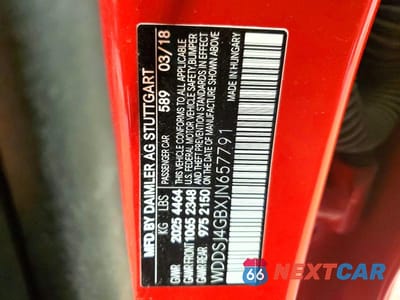 MFD BY DAIMLER AG STUTTGART
PASSENGER CAR 589 03/18
KG LBS THIS VEHICLE CONFORMS TO ALL APPLICABLE
GWR 2025 4464 FEDERAL MOTOR VEHICLE SAFETY, BUMPER
GAWR FRONT 1065 2348 AND THEFT PREVENTION STANDARDS IN EFFECT
GAWR REAR 975 2150 ON THE DATE OF MANUFACTURE SHOWN ABOVE
WDDSJ4GBXJN657791 MADE IN HUNGARY
66 NEXTCAR